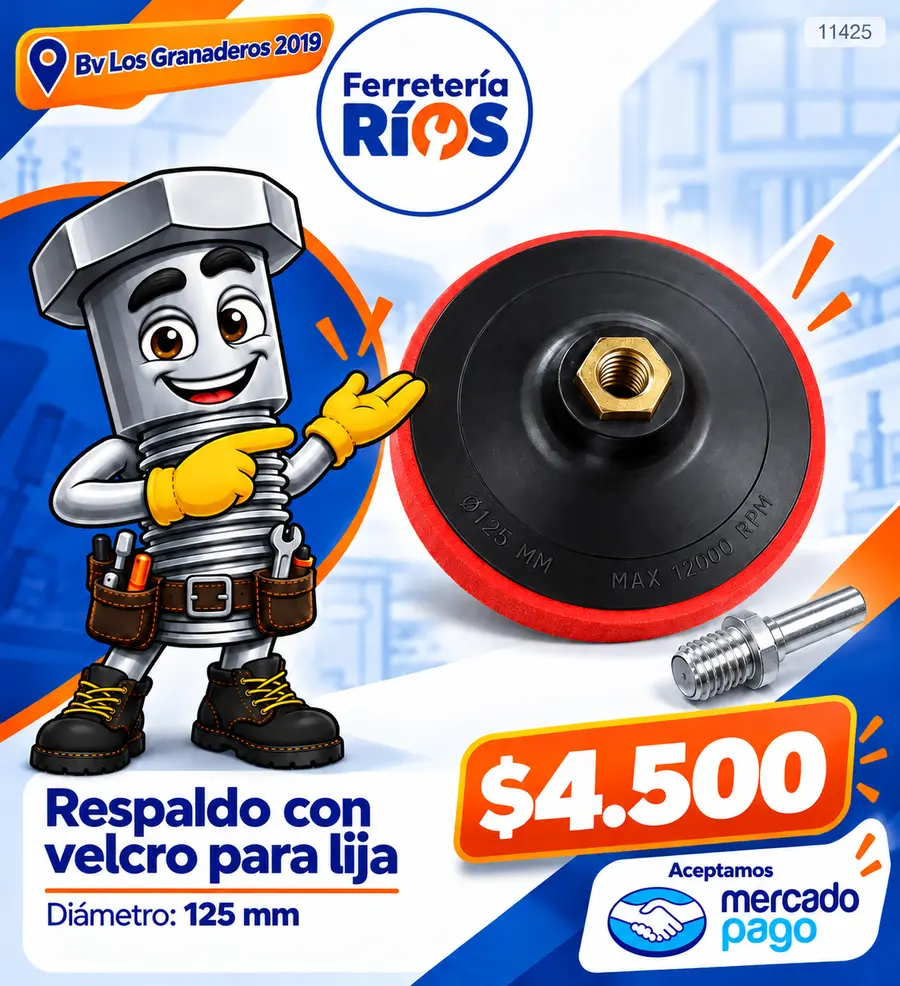 Bv Los Granaderos 2019
11425
Ferretería
RÍOS
Ø125 MM
MAX 12000 RPM
$4.500
Respaldo con
velcro para lija
Diámetro: 125 mm
Aceptamos
mercado
pago